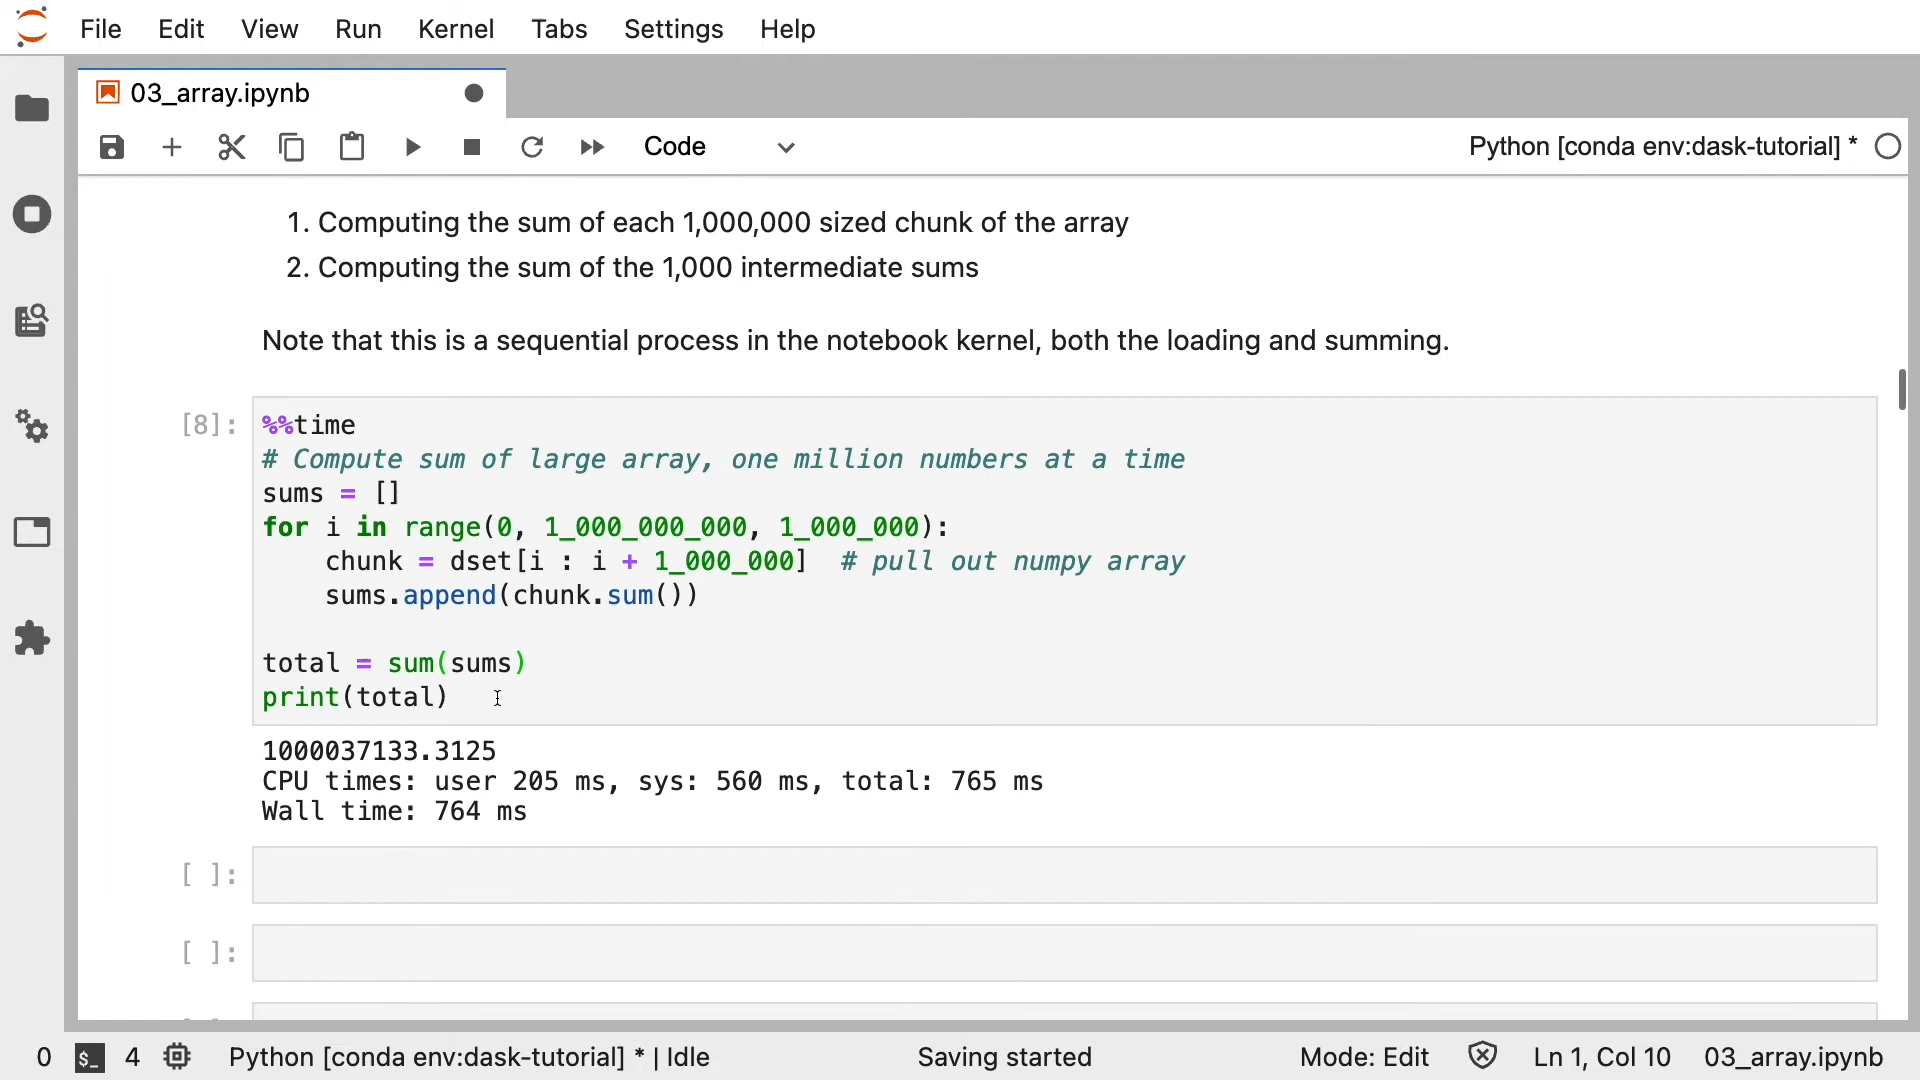 File Edit View Run Kernel Tabs Settings Help
03_array.ipynb
Code Python [conda env:dask-tutorial] *
1. Computing the sum of each 1,000,000 sized chunk of the array
2. Computing the sum of the 1,000 intermediate sums
Note that this is a sequential process in the notebook kernel, both the loading and summing.
[8]: %%time
# Compute sum of large array, one million numbers at a time
sums = []
for i in range(0, 1_000_000_000, 1_000_000):
    chunk = dset[i : i + 1_000_000]  # pull out numpy array
    sums.append(chunk.sum())
total = sum(sums)
print(total)
1000037133.3125
CPU times: user 205 ms, sys: 560 ms, total: 765 ms
Wall time: 764 ms
[ ]:
[ ]:
0 $_ 4 Python [conda env:dask-tutorial] * | Idle Saving started Mode: Edit Ln 1, Col 10 03_array.ipynb